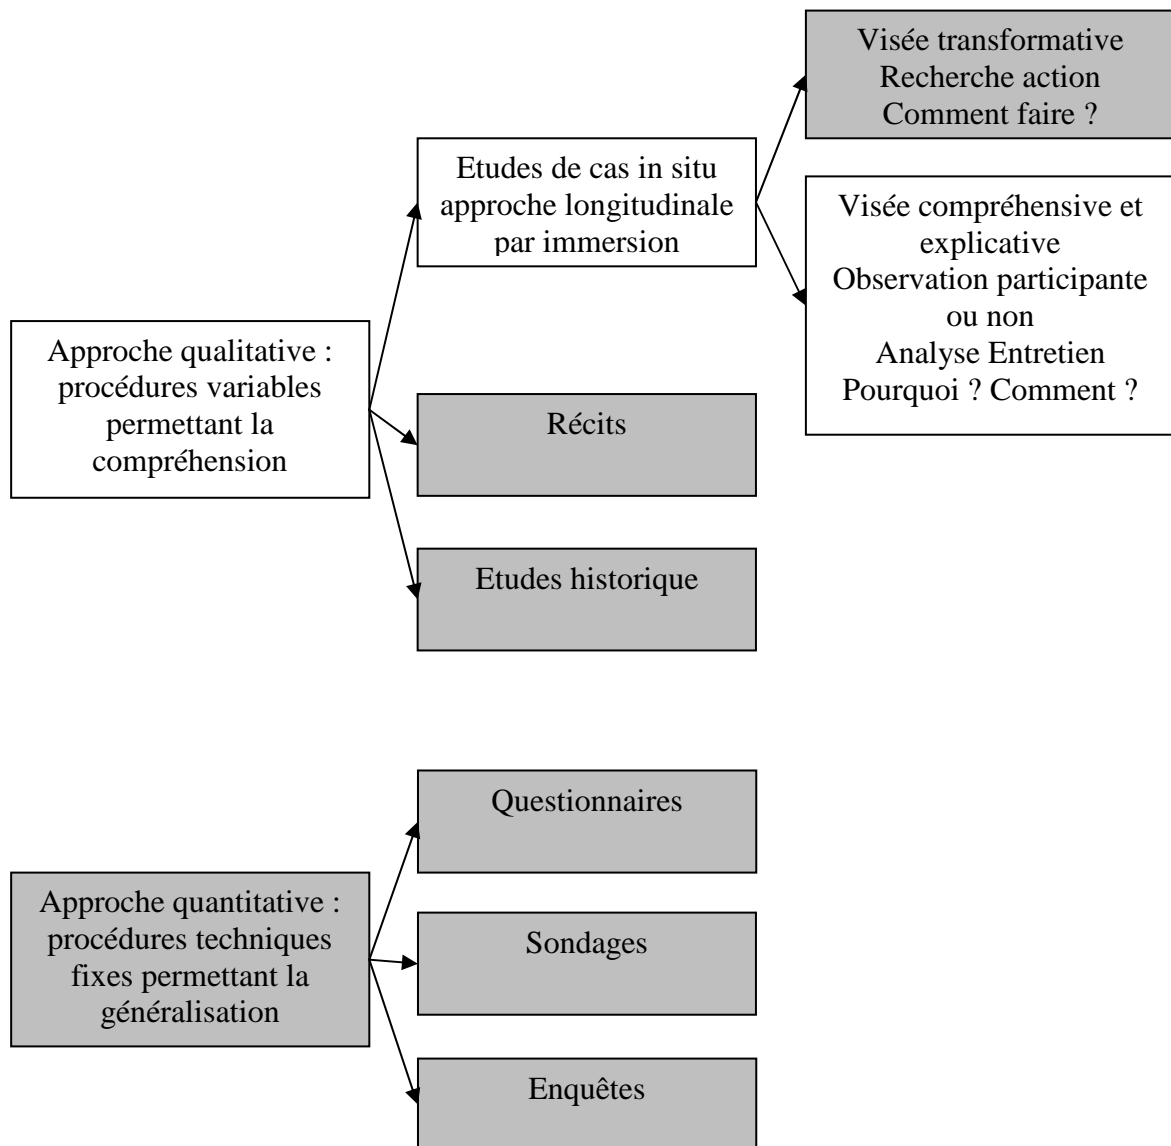 Visée transformative
Recherche action
Comment faire ?
Etudes de cas in situ
approche longitudinale
par immersion
Visée compréhensive et
explicative
Observation participante
ou non
Analyse Entretien
Pourquoi ? Comment ?
Approche qualitative :
procédures variables
permettant la
compréhension
Récits
Etudes historique
Questionnaires
Approche quantitative :
procédures techniques
fixes permettant la
généralisation
Sondages
Enquêtes